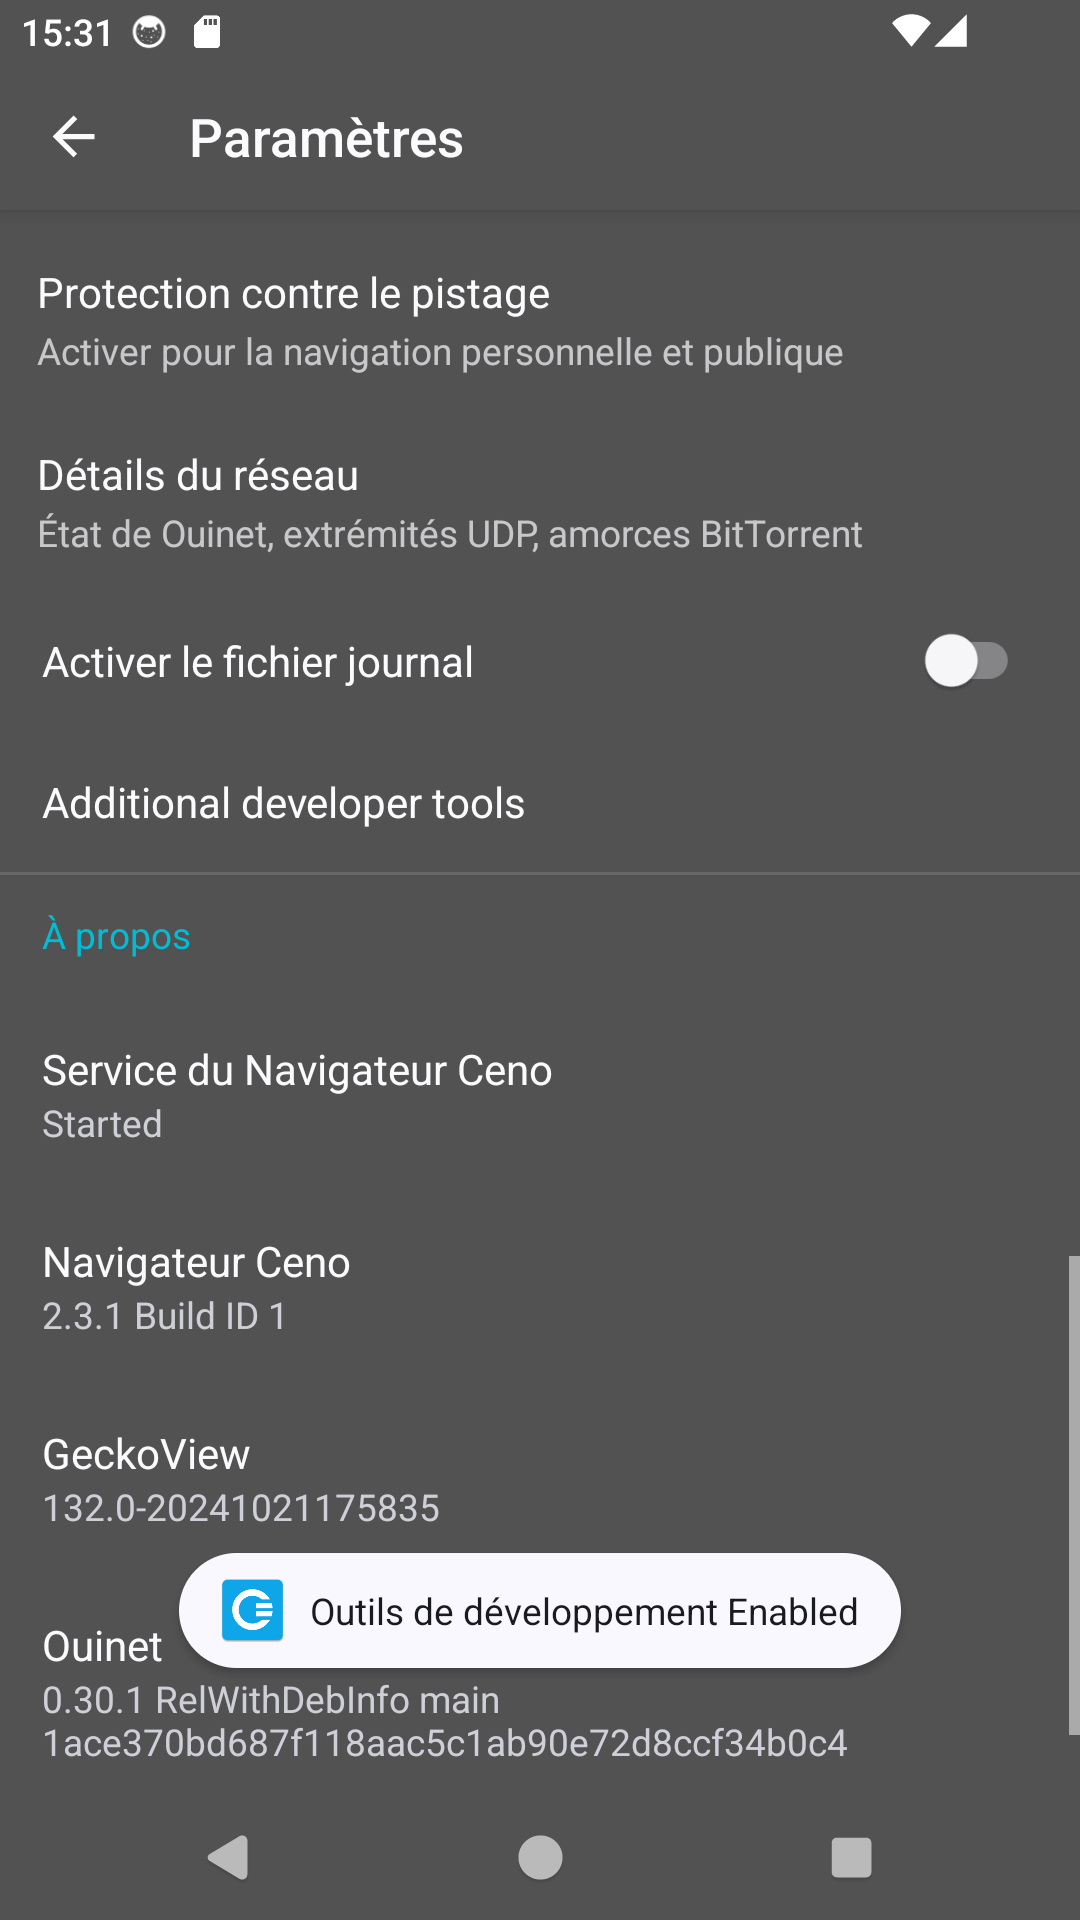 15:31
Paramètres
Protection contre le pistage
Activer pour la navigation personnelle et publique
Détails du réseau
État de Ouinet, extrémités UDP, amorces BitTorrent
Activer le fichier journal
Additional developer tools
À propos
Service du Navigateur Ceno
Started
Navigateur Ceno
2.3.1 Build ID 1
GeckoView
132.0-20241021175835
Outils de développement Enabled
Ouinet
0.30.1 RelWithDebInfo main
1ace370bd687f118aac5c1ab90e72d8ccf34b0c4